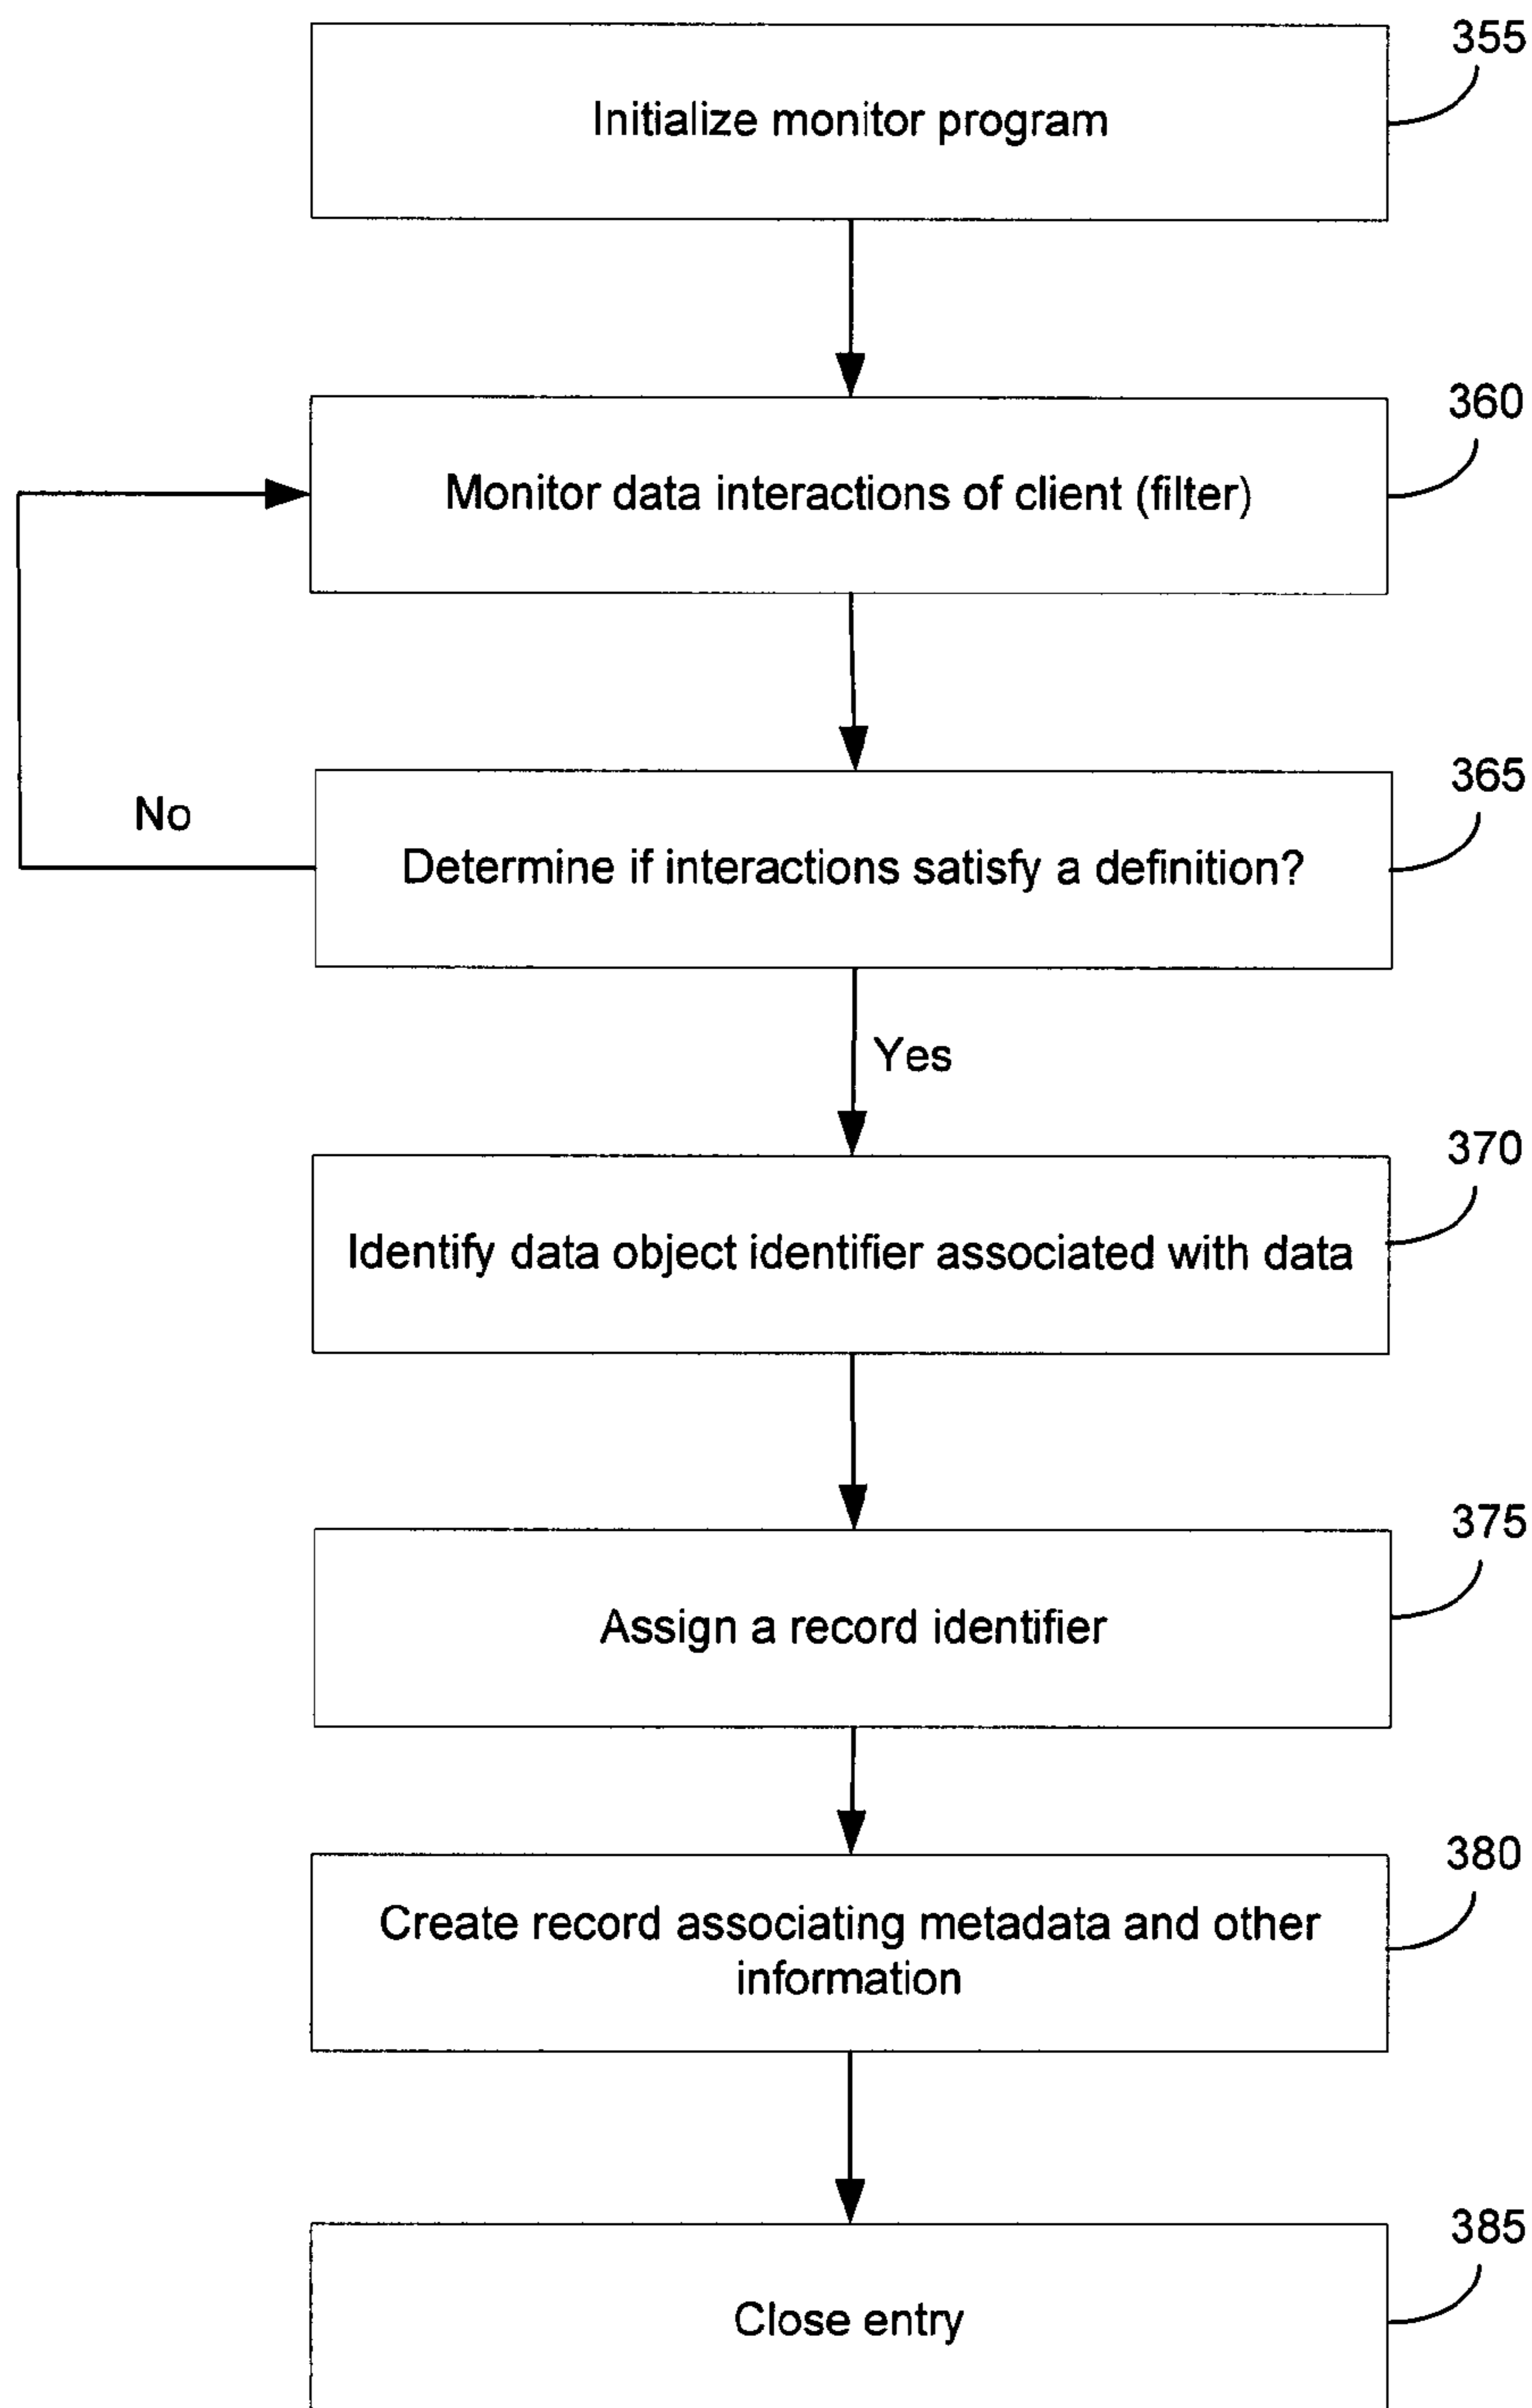 355
Initialize monitor program
360
Monitor data interactions of client (filter)
365
No
Determine if interactions satisfy a definition?
Yes
370
Identify data object identifier associated with data
375
Assign a record identifier
380
Create record associating metadata and other
information
385
Close entry